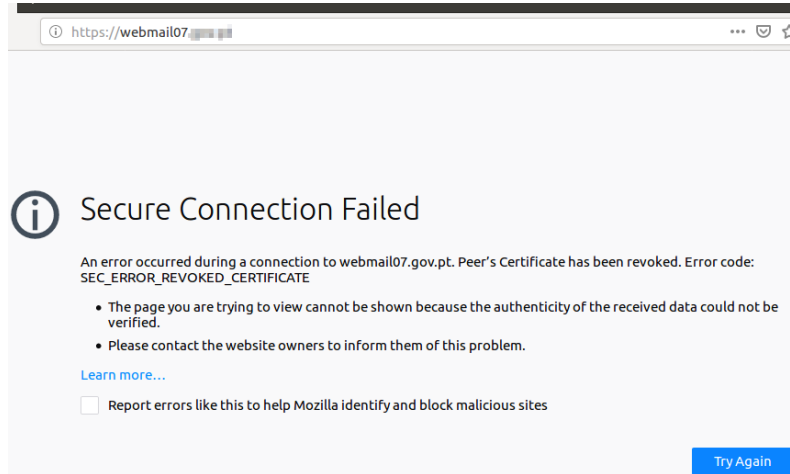 https://webmail07.
Secure Connection Failed
An error occurred during a connection to webmail07.gov.pt. Peer's Certificate has been revoked. Error code:
SEC_ERROR_REVOKED_CERTIFICATE
• The page you are trying to view cannot be shown because the authenticity of the received data could not be
verified.
• Please contact the website owners to inform them of this problem.
Learn more…
Report errors like this to help Mozilla identify and block malicious sites
Try Again